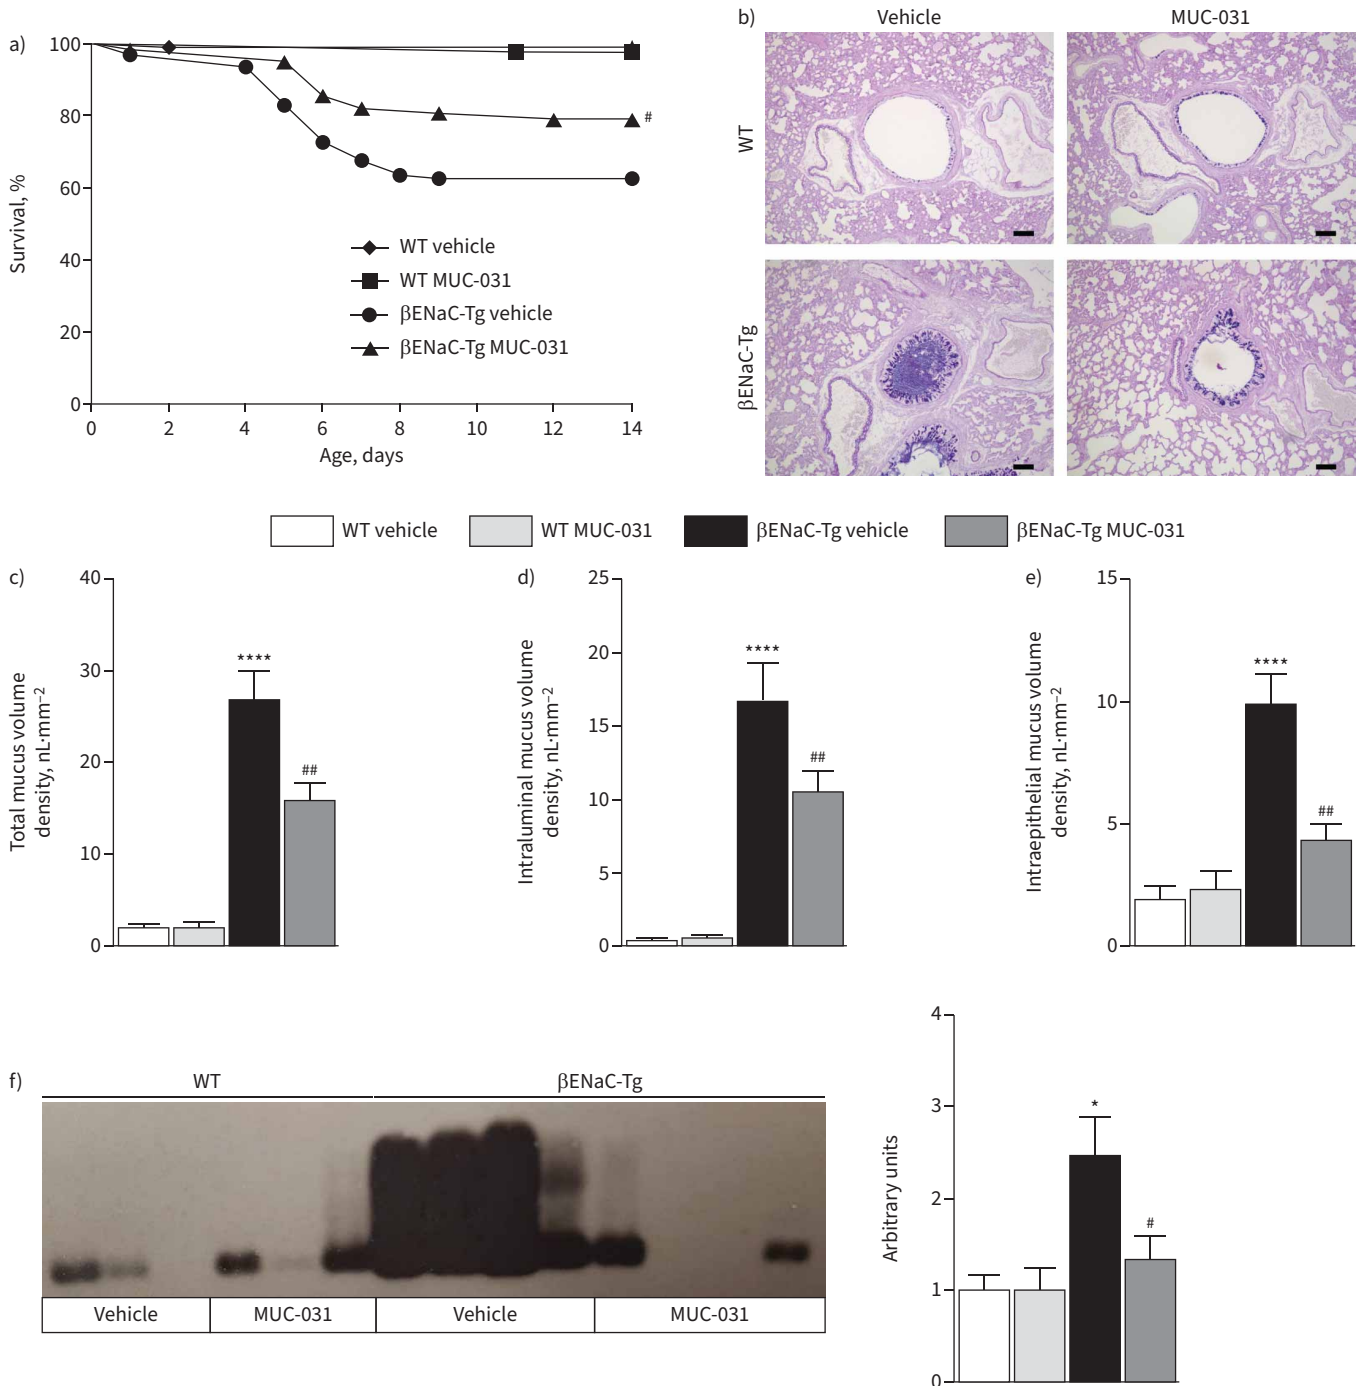 a)
100
80
60
40
20
0
Survival, %
0 2 4 6 8 10 12 14
Age, days
#
WT vehicle
WT MUC-031
βENaC-Tg vehicle
βENaC-Tg MUC-031
b)
Vehicle MUC-031
WT
βENaC-Tg
WT vehicle WT MUC-031 βENaC-Tg vehicle βENaC-Tg MUC-031
c)
40
30
20
10
0
Total mucus volume
density, nL·mm⁻²
****
##
d)
25
20
15
10
5
0
Intraluminal mucus volume
density, nL·mm⁻²
****
##
e)
15
10
5
0
Intraepithelial mucus volume
density, nL·mm⁻²
****
##
f)
WT βENaC-Tg
Vehicle MUC-031 Vehicle MUC-031
4
3
2
1
0
Arbitrary units
*
#